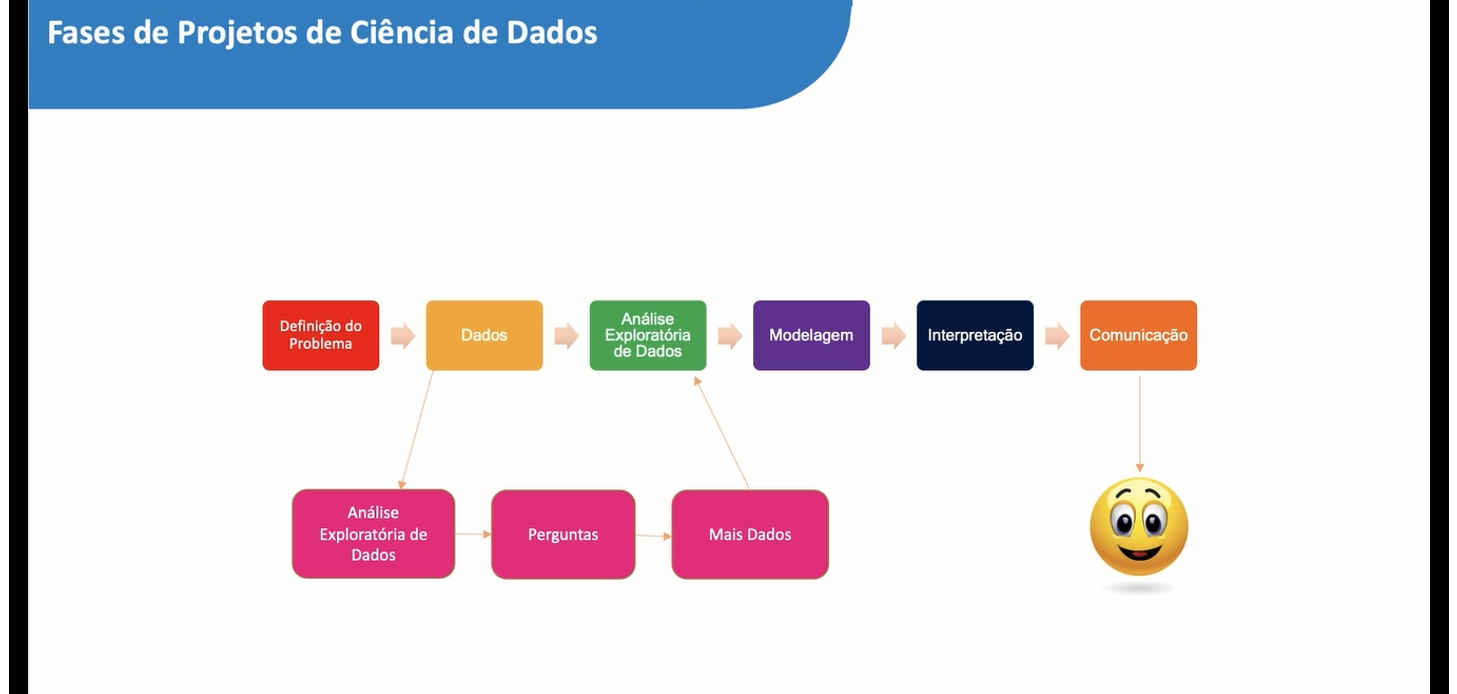 Fases de Projetos de Ciência de Dados
Definição do
Problema
Dados
Análise
Exploratória
de Dados
Modelagem
Interpretação
Comunicação
Análise
Exploratória de
Dados
Perguntas
Mais Dados